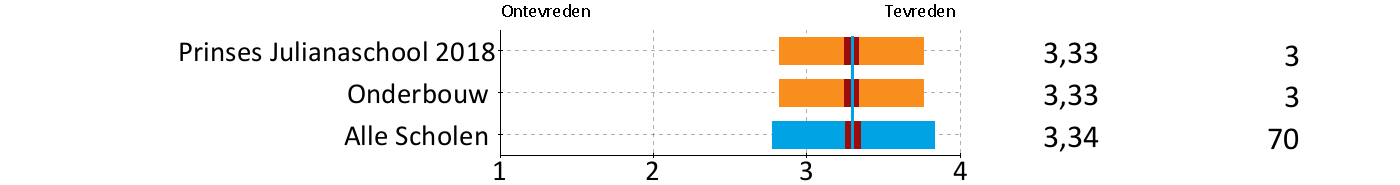 Ontevreden Tevreden
Prinses Julianaschool 2018 3,33 3
Onderbouw 3,33 3
Alle Scholen 3,34 70
1 2 3 4